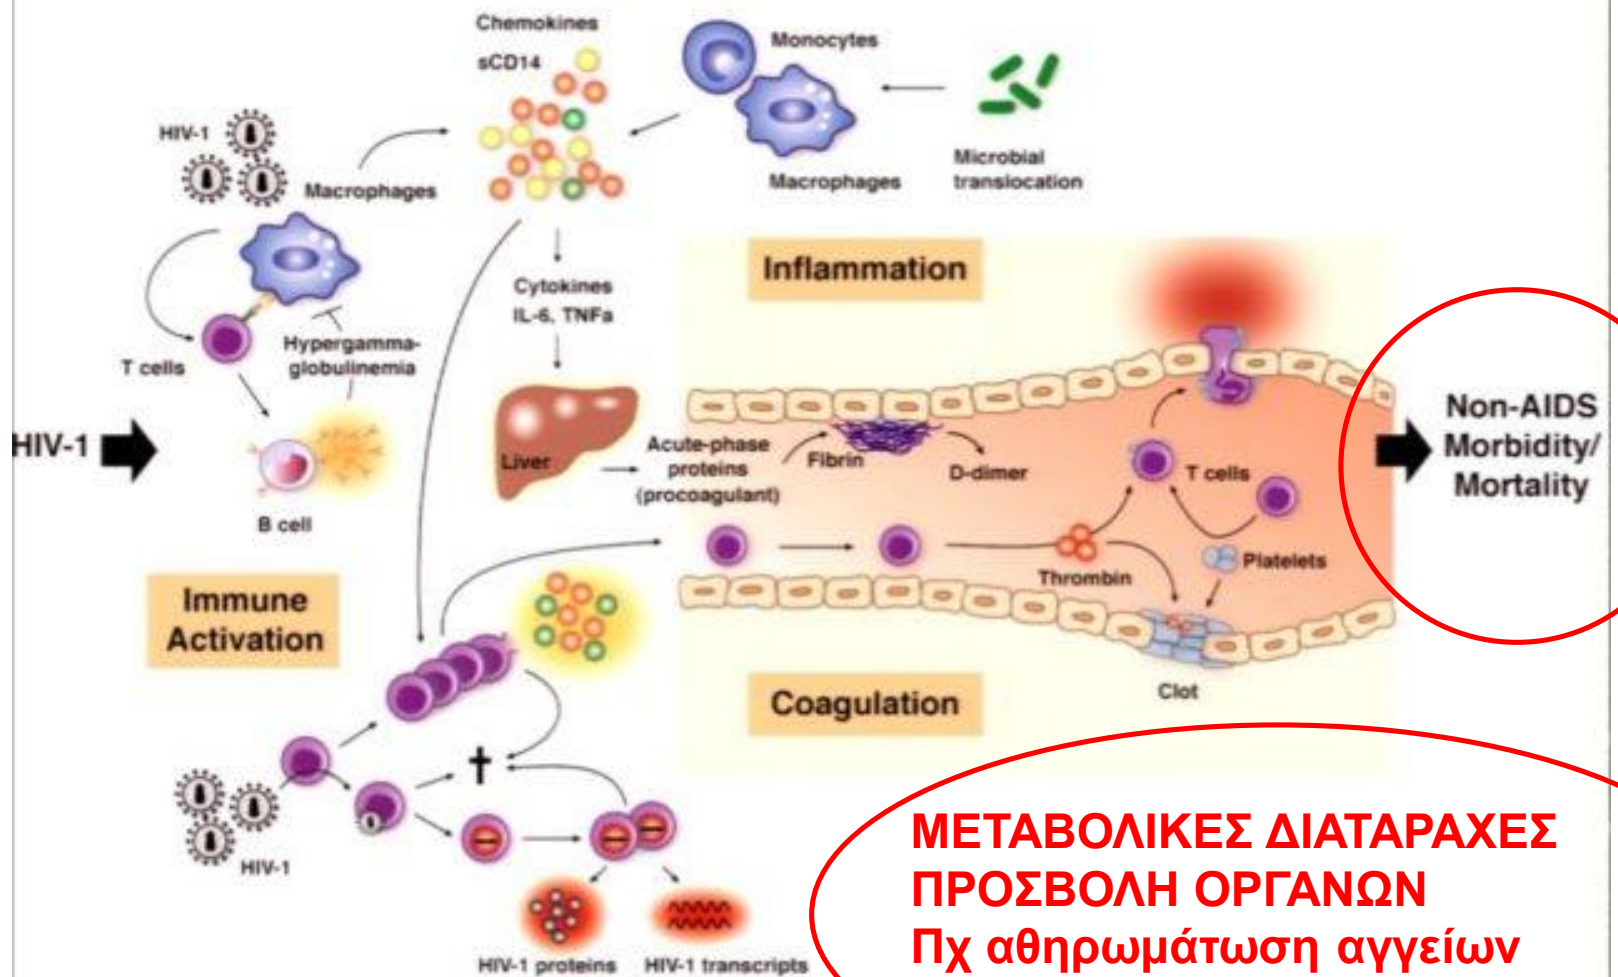 Chemokines
sCD14
Monocytes
HIV-1
Macrophages
Macrophages
Microbial
translocation
Inflammation
Cytokines
IL-6, TNFa
T cells
Hypergamma-
globulinemia
HIV-1
B cell
Liver
Acute-phase
proteins
(procoagulant)
Fibrin
D-dimer
T cells
Non-AIDS
Morbidity/
Mortality
Thrombin
Platelets
Immune
Activation
Clot
Coagulation
HIV-1
HIV-1 proteins
HIV-1 transcripts
ΜΕΤΑΒΟΛΙΚΕΣ ΔΙΑΤΑΡΑΧΕΣ
ΠΡΟΣΒΟΛΗ ΟΡΓΑΝΩΝ
Πχ αθηρωμάτωση αγγείων